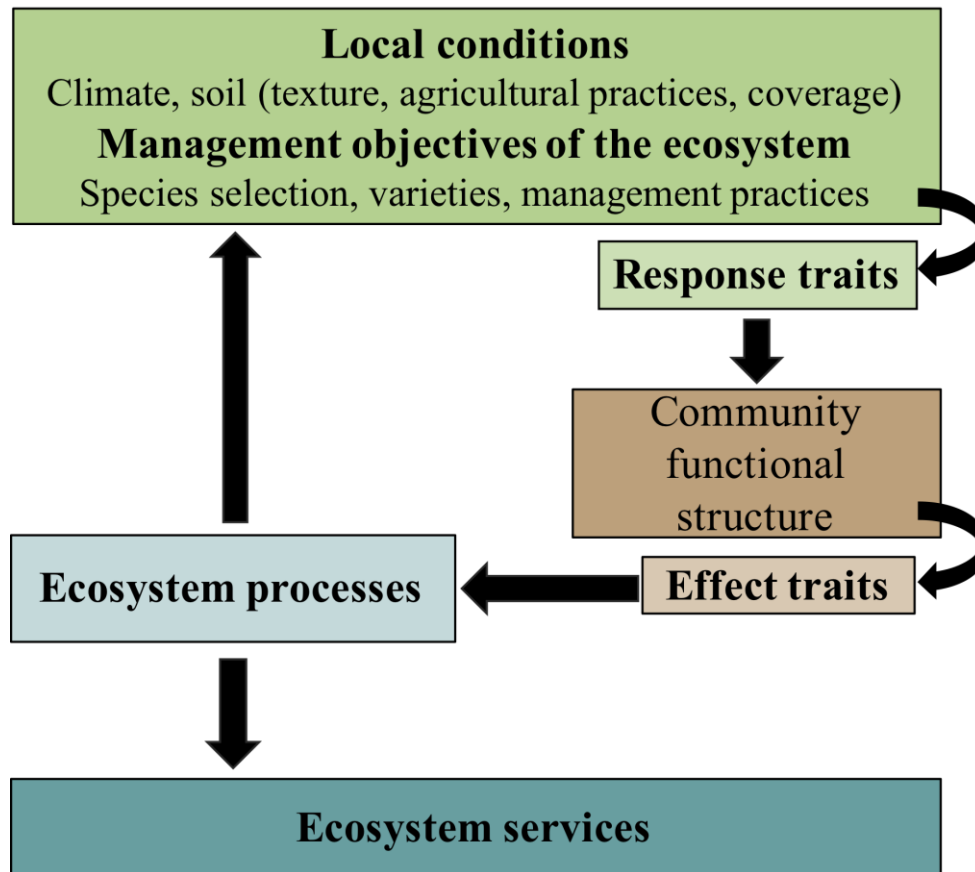 Local conditions
Climate, soil (texture, agricultural practices, coverage)
Management objectives of the ecosystem
Species selection, varieties, management practices
Response traits
Community
functional
structure
Effect traits
Ecosystem processes
Ecosystem services